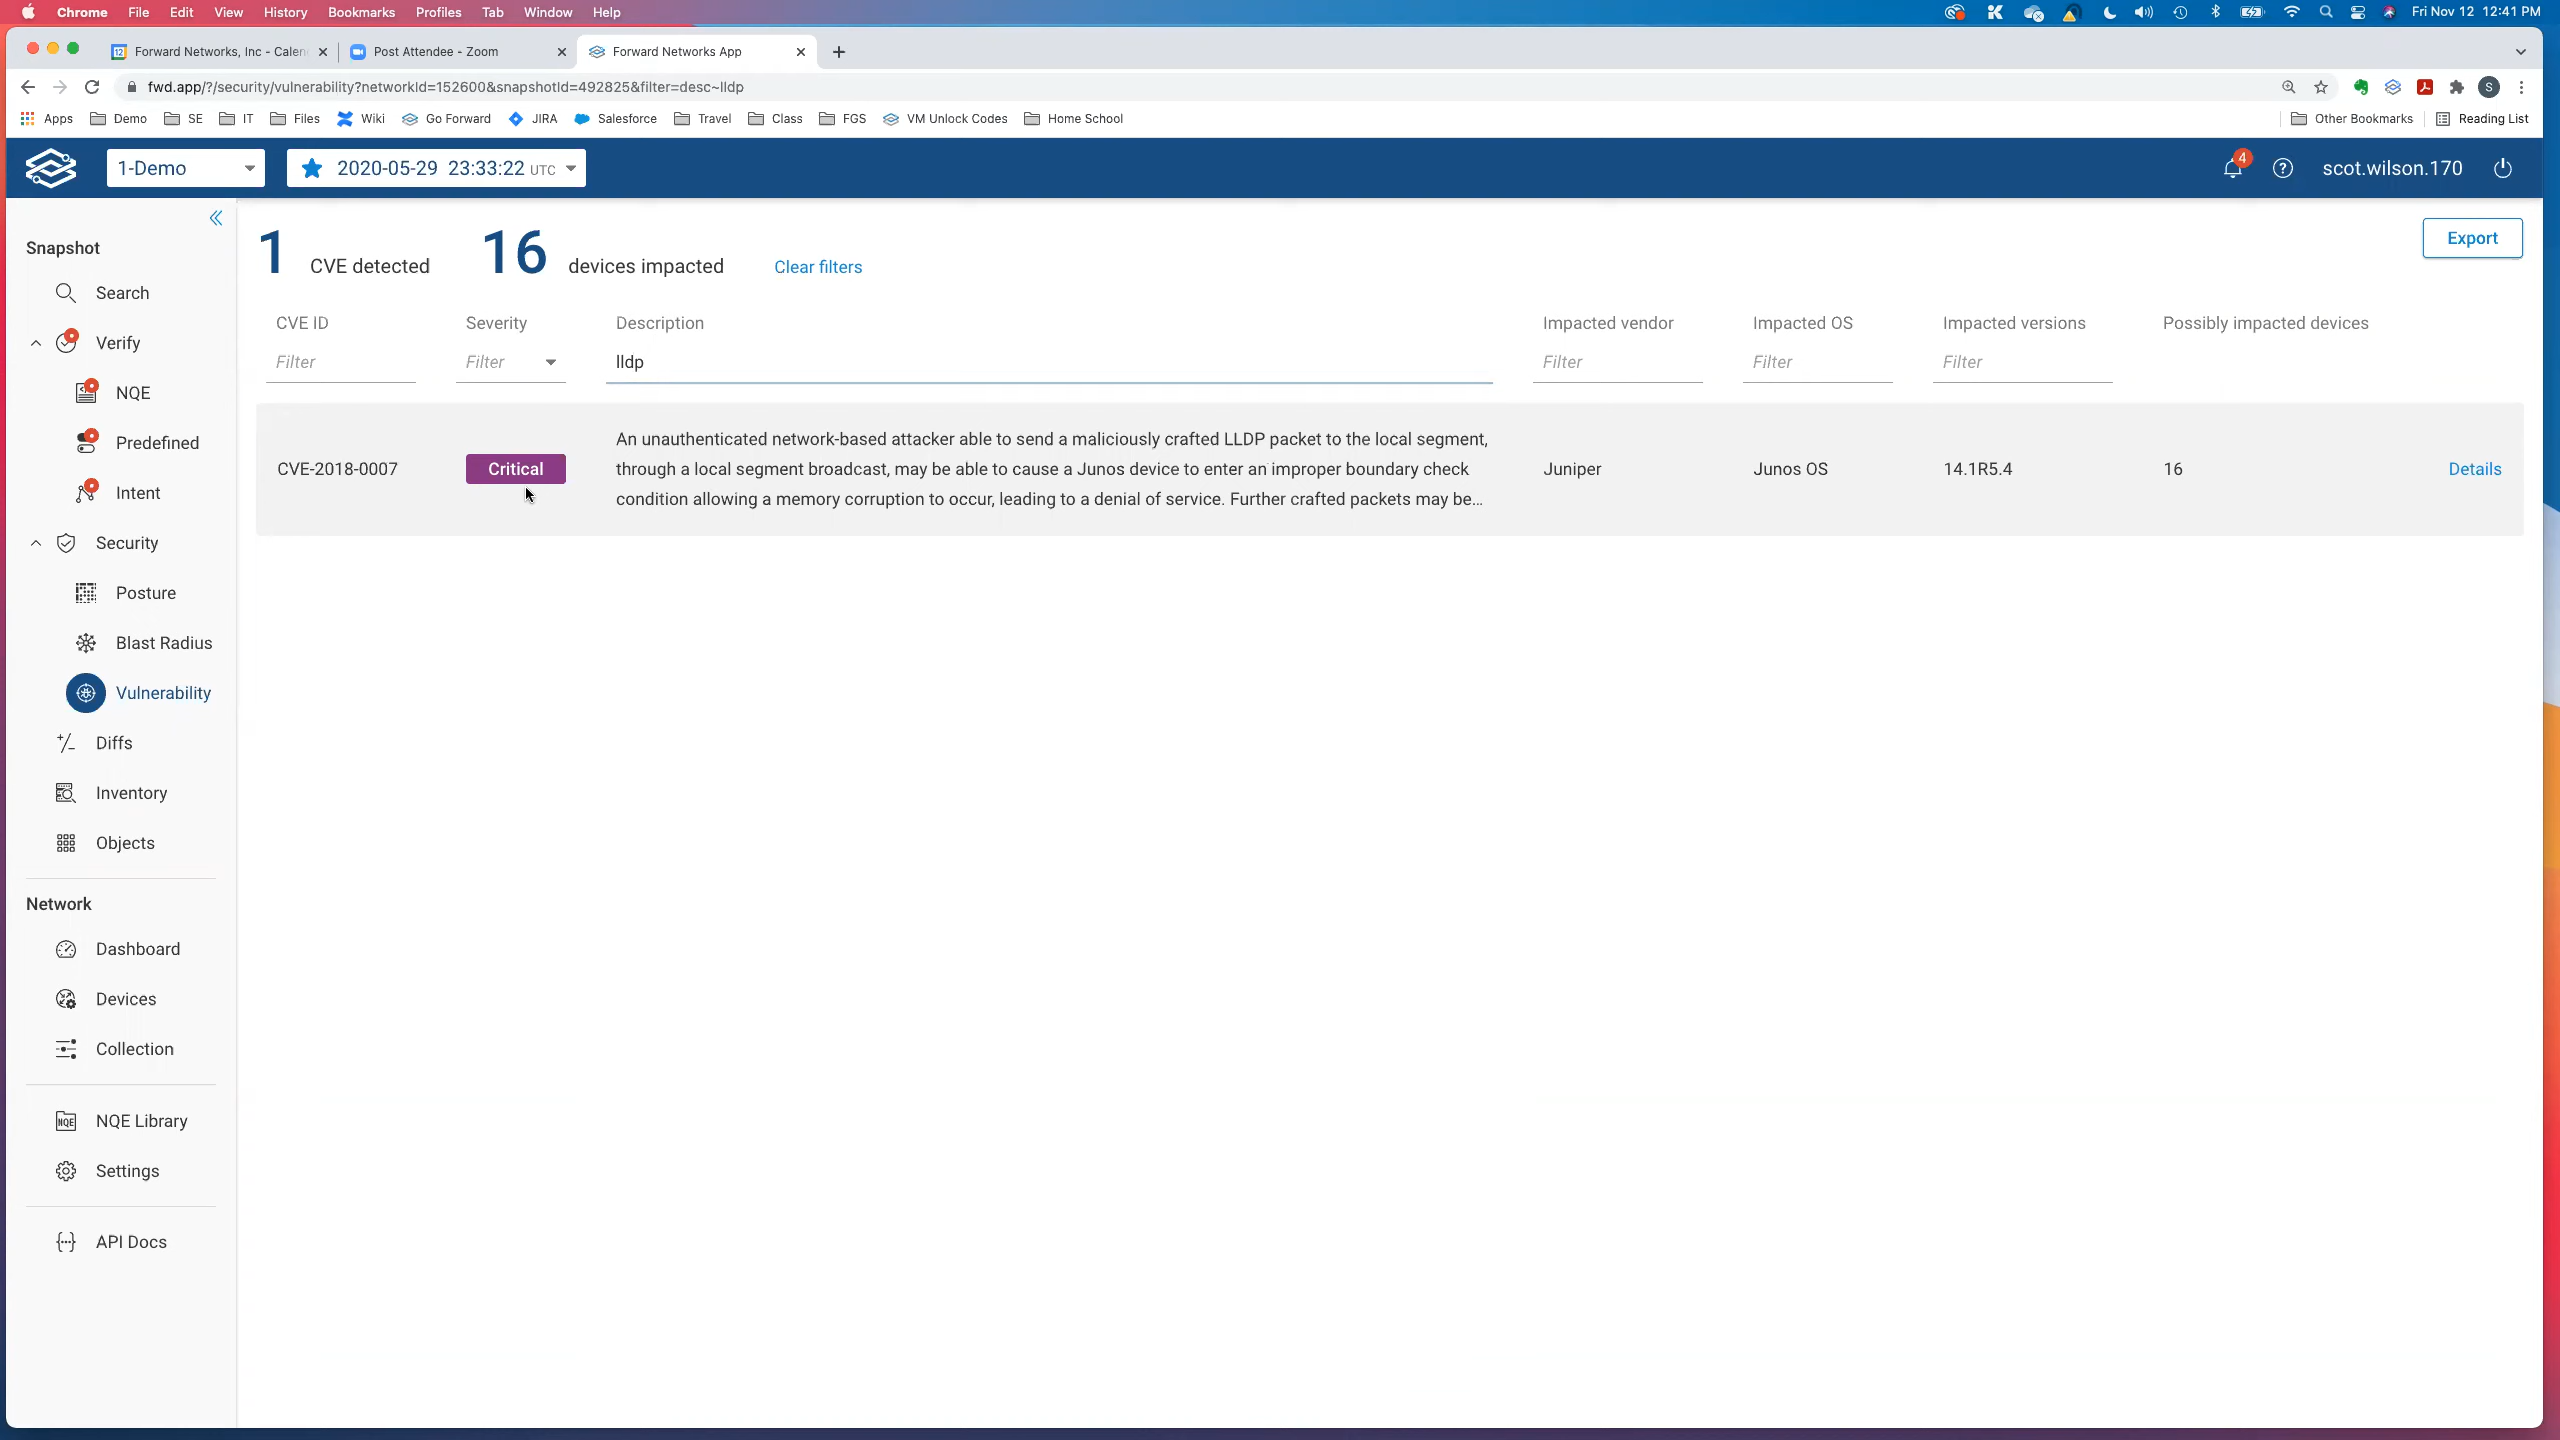 Chrome File Edit View History Bookmarks Profiles Tab Window Help Fri Nov 12 12:41 PM
12 Forward Networks, Inc - Calen Post Attendee - Zoom Forward Networks App
fwd.app/?/security/vulnerability?networkId=152600&snapshotId=492825&filter=desc~lldp S
Apps Demo SE IT Files Wiki Go Forward JIRA Salesforce Travel Class FGS VM Unlock Codes Home School Other Bookmarks Reading List
1-Demo 2020-05-29 23:33:22 UTC 4 scot.wilson.170
Snapshot
Search
Verify
NQE
Predefined
Intent
Security
Posture
Blast Radius
Vulnerability
Diffs
Inventory
Objects
Network
Dashboard
Devices
Collection
NQE NQE Library
Settings
API Docs
1 CVE detected 16 devices impacted Clear filters Export
CVE ID Severity Description Impacted vendor Impacted OS Impacted versions Possibly impacted devices
Filter Filter lldp Filter Filter Filter
An unauthenticated network-based attacker able to send a maliciously crafted LLDP packet to the local segment,
CVE-2018-0007 Critical through a local segment broadcast, may be able to cause a Junos device to enter an improper boundary check Juniper Junos OS 14.1R5.4 16 Details
condition allowing a memory corruption to occur, leading to a denial of service. Further crafted packets may be...